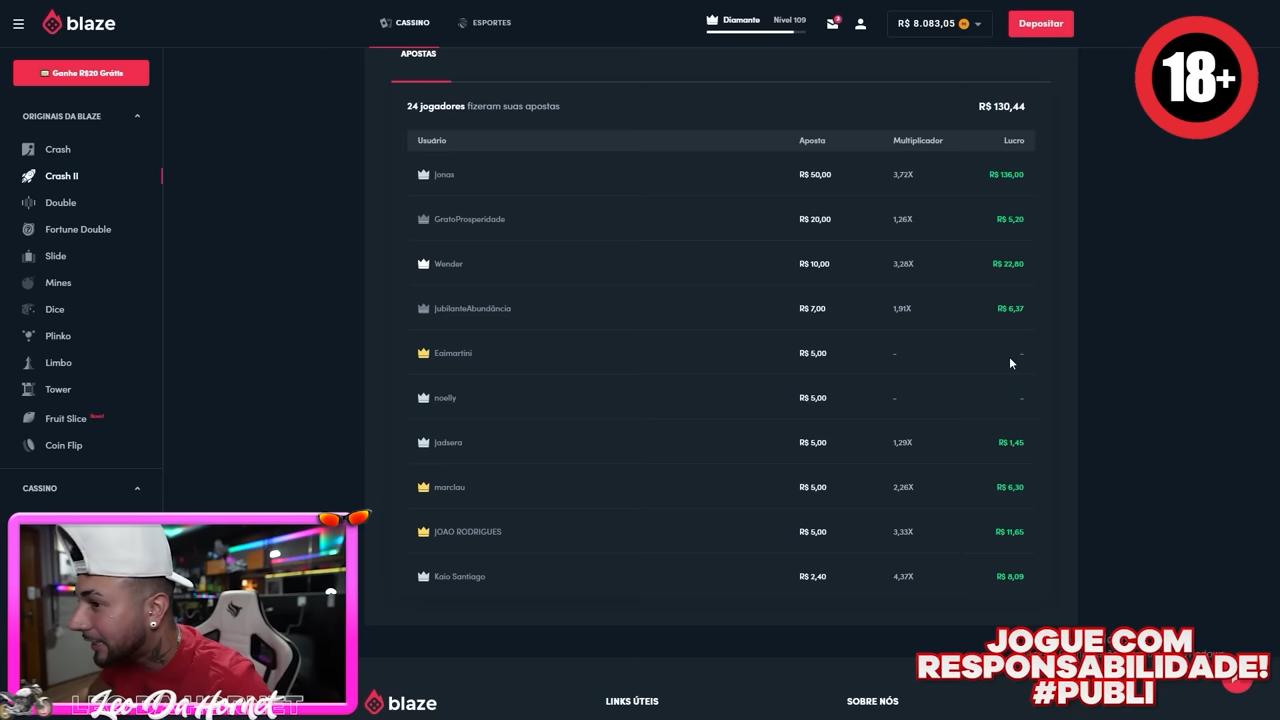 blaze
CASSINO
ESPORTES
Diamante
Nível 109
3
R$ 8.083,05
Depositar
18+
Ganhe R$20 Grátis
ORIGINAIS DA BLAZE
Crash
Crash II
Double
Fortune Double
Slide
Mines
Dice
Plinko
Limbo
Tower
Fruit Slice Novo!
Coin Flip
CASSINO
APOSTAS
24 jogadores fizeram suas apostas R$ 130,44
Usuário Aposta Multiplicador Lucro
Jonas R$ 50,00 3,72X R$ 136,00
GratoProsperidade R$ 20,00 1,26X R$ 5,20
Wender R$ 10,00 3,28X R$ 22,80
JubilanteAbundância R$ 7,00 1,91X R$ 6,37
Eaimartini R$ 5,00 - -
noelly R$ 5,00 - -
Jadsera R$ 5,00 1,29X R$ 1,45
marclau R$ 5,00 2,26X R$ 6,30
JOAO RODRIGUES R$ 5,00 3,33X R$ 11,65
Kaio Santiago R$ 2,40 4,37X R$ 8,09
JOGUE COM
RESPONSABILIDADE!
#PUBLI
Leo Da Hornet
blaze
LINKS ÚTEIS
SOBRE NÓS